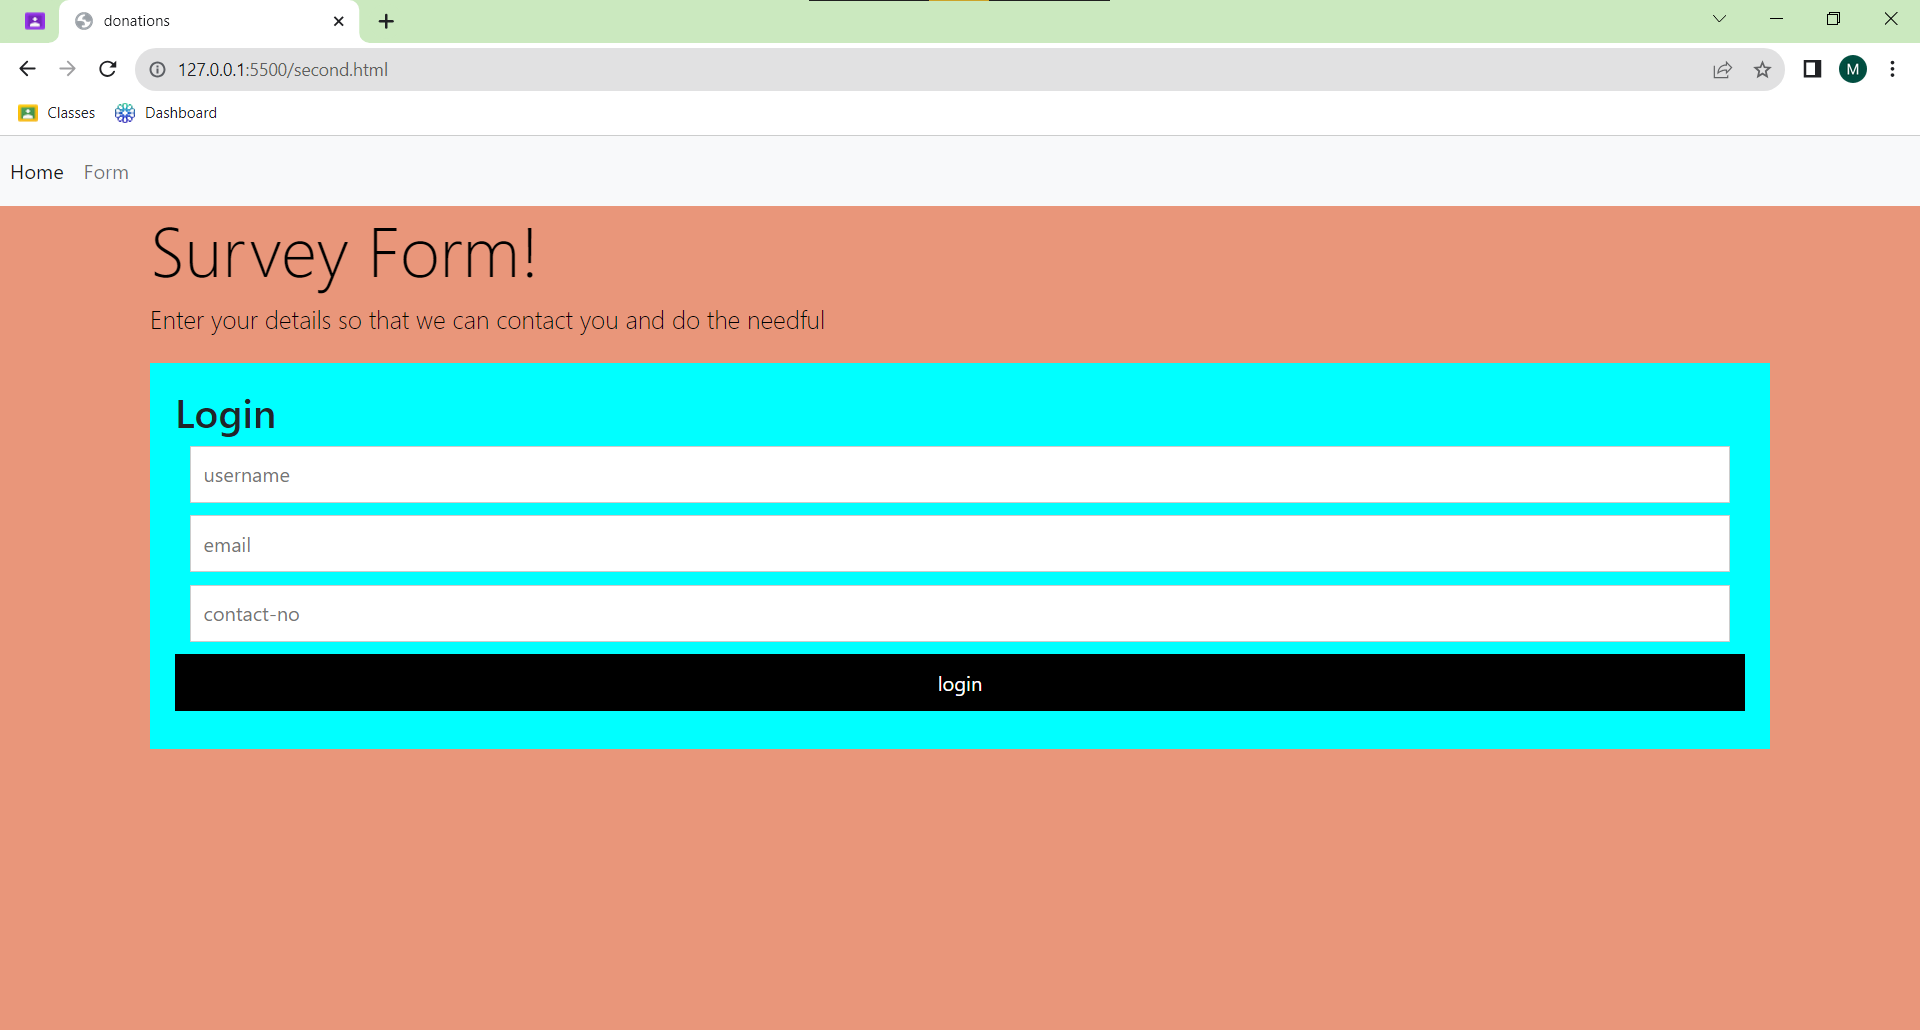 donations
127.0.0.1:5500/second.html
M
Classes Dashboard
Home Form
Survey Form!
Enter your details so that we can contact you and do the needful
Login
username
email
contact-no
login